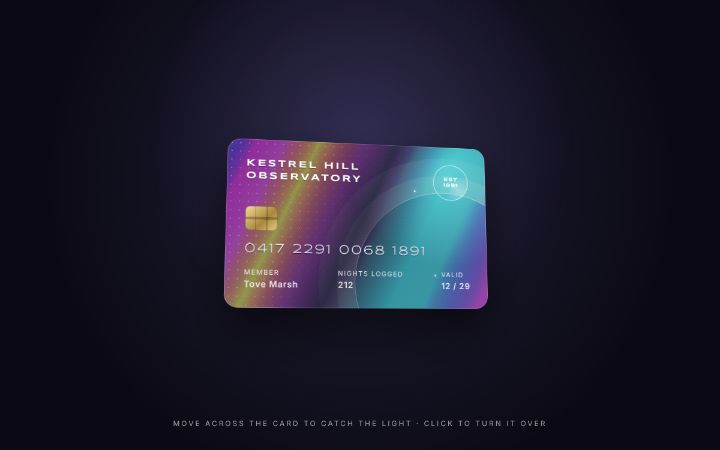 KESTREL HILL
OBSERVATORY
EST
1891
0417 2291 0068 1891
MEMBER
Tove Marsh
NIGHTS LOGGED
212
VALID
12 / 29
MOVE ACROSS THE CARD TO CATCH THE LIGHT · CLICK TO TURN IT OVER